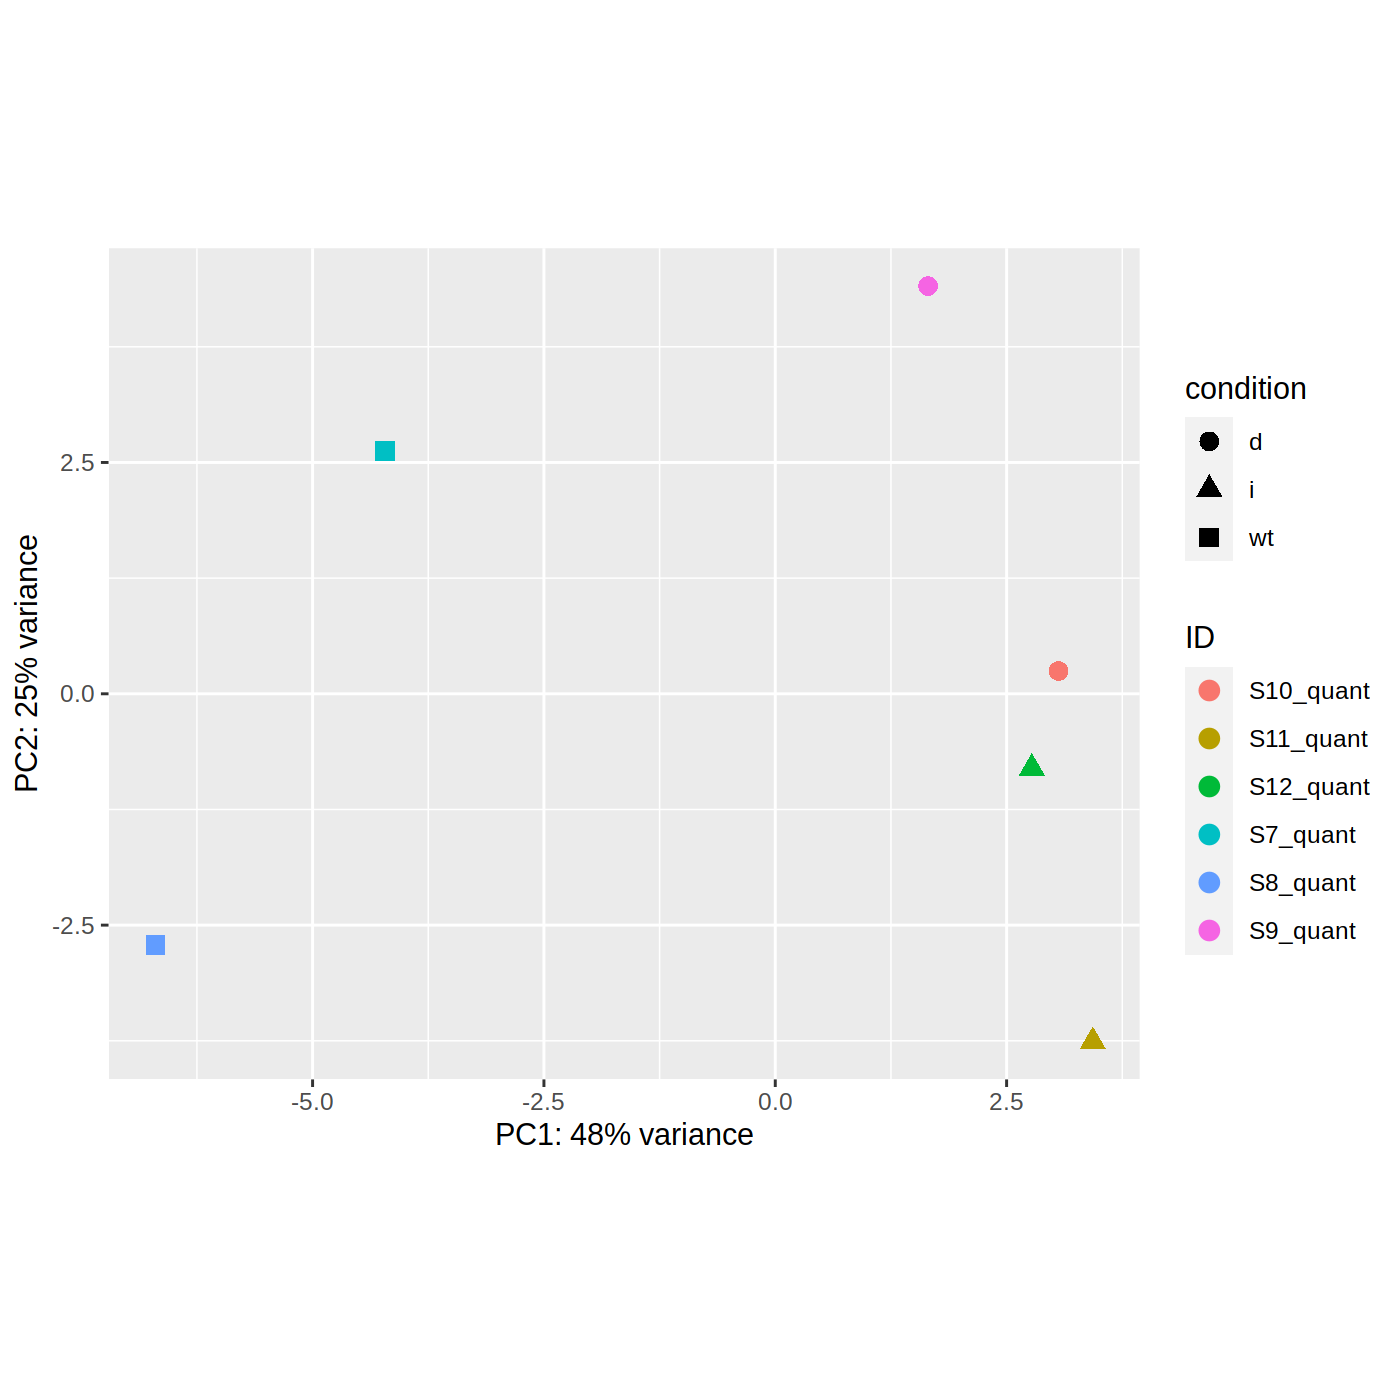 PC2: 25% variance
2.5
0.0
-2.5
-5.0
-2.5
0.0
2.5
PC1: 48% variance
condition
d
i
wt
ID
S10_quant
S11_quant
S12_quant
S7_quant
S8_quant
S9_quant